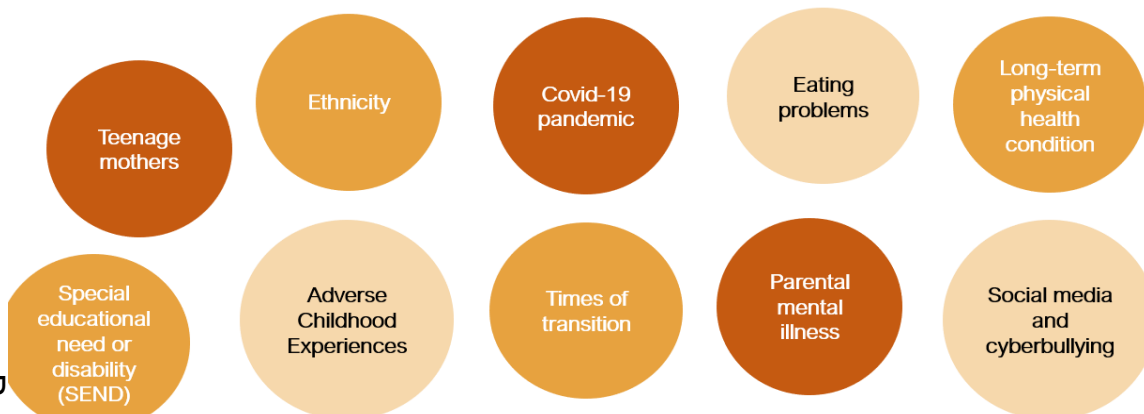 Teenage
mothers
Ethnicity
Covid-19
pandemic
Eating
problems
Long-term
physical
health
condition
Special
educational
need or
disability
(SEND)
Adverse
Childhood
Experiences
Times of
transition
Parental
mental
illness
Social media
and
cyberbullying